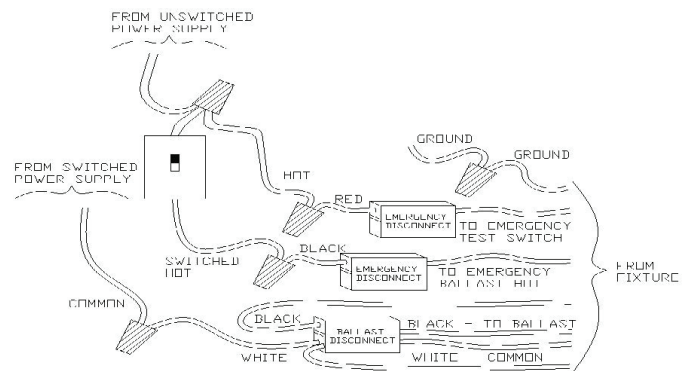 FROM UNSWITCHED
POWER SUPPLY
GROUND
GROUND
FROM SWITCHED
POWER SUPPLY
HOT
RED
EMERGENCY
DISCONNECT
TO EMERGENCY
TEST SWITCH
SWITCHED
HOT
BLACK
EMERGENCY
DISCONNECT
TO EMERGENCY
BALLAST HOT
FROM
FIXTURE
COMMON
BLACK
BALLAST
DISCONNECT
BLACK - TO BALLAST
WHITE
WHITE COMMON